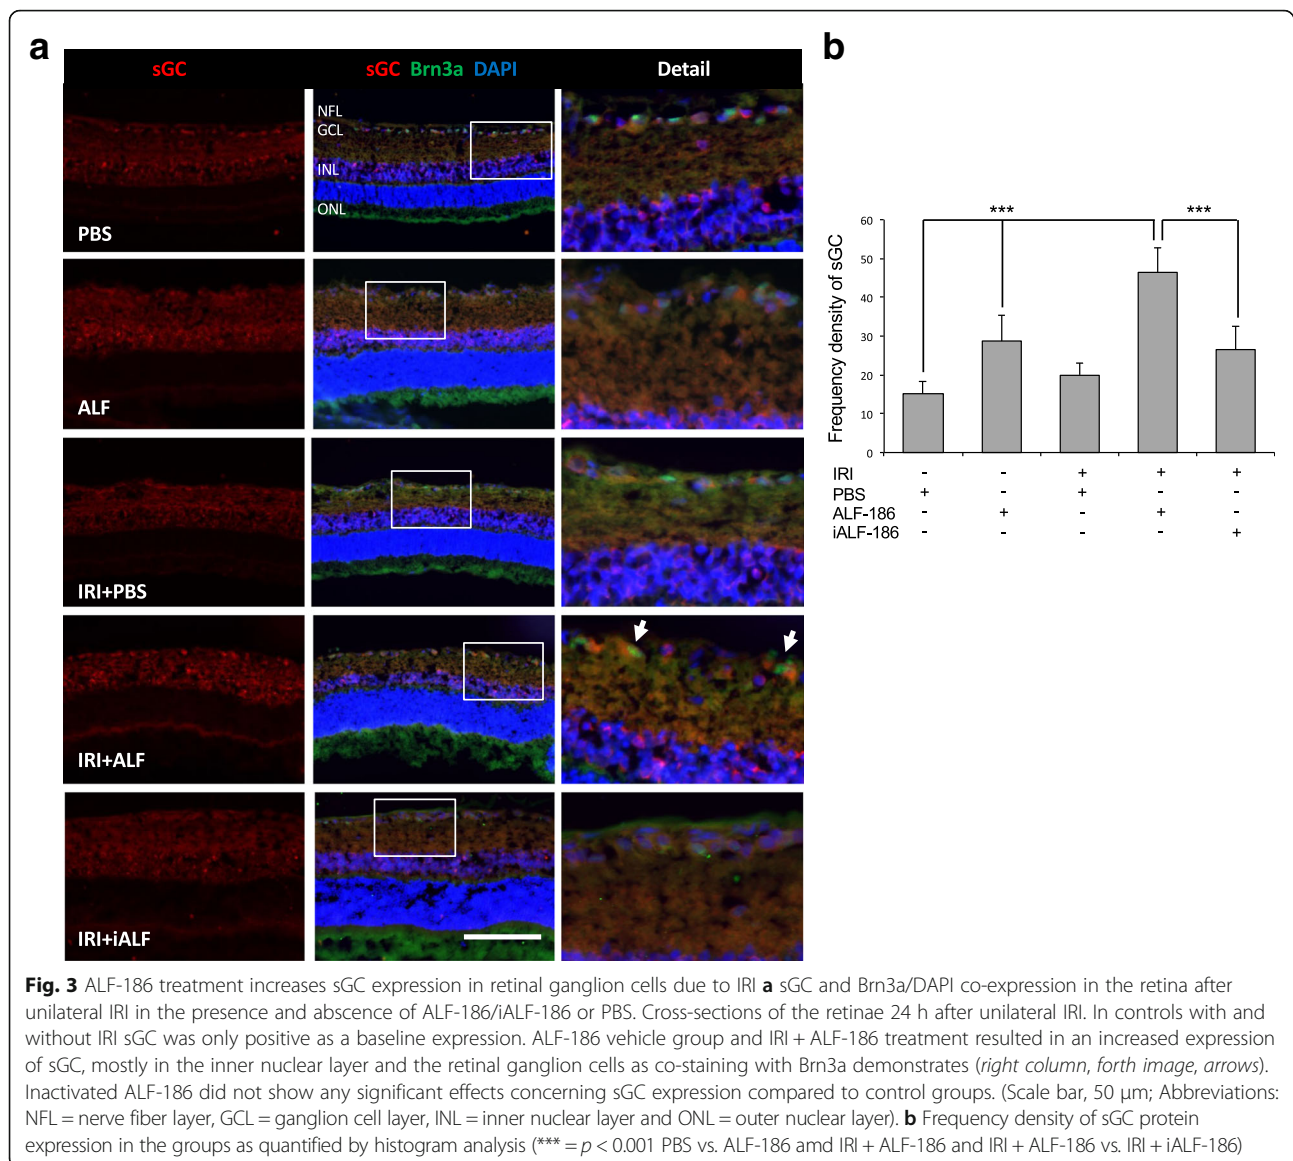 a
sGC
sGC Brn3a DAPI
Detail
NFL
GCL
INL
ONL
PBS
ALF
IRI+PBS
IRI+ALF
IRI+iALF
b
***
***
Frequency density of sGC
60
50
40
30
20
10
0
IRI - - + + +
PBS + - + - -
ALF-186 - + - + -
iALF-186 - - - - +
Fig. 3 ALF-186 treatment increases sGC expression in retinal ganglion cells due to IRI a sGC and Brn3a/DAPI co-expression in the retina after
unilateral IRI in the presence and abscence of ALF-186/iALF-186 or PBS. Cross-sections of the retinae 24 h after unilateral IRI. In controls with and
without IRI sGC was only positive as a baseline expression. ALF-186 vehicle group and IRI + ALF-186 treatment resulted in an increased expression
of sGC, mostly in the inner nuclear layer and the retinal ganglion cells as co-staining with Brn3a demonstrates (right column, forth image, arrows).
Inactivated ALF-186 did not show any significant effects concerning sGC expression compared to control groups. (Scale bar, 50 μm; Abbreviations:
NFL = nerve fiber layer, GCL = ganglion cell layer, INL = inner nuclear layer and ONL = outer nuclear layer). b Frequency density of sGC protein
expression in the groups as quantified by histogram analysis (*** = p < 0.001 PBS vs. ALF-186 amd IRI + ALF-186 and IRI + ALF-186 vs. IRI + iALF-186)